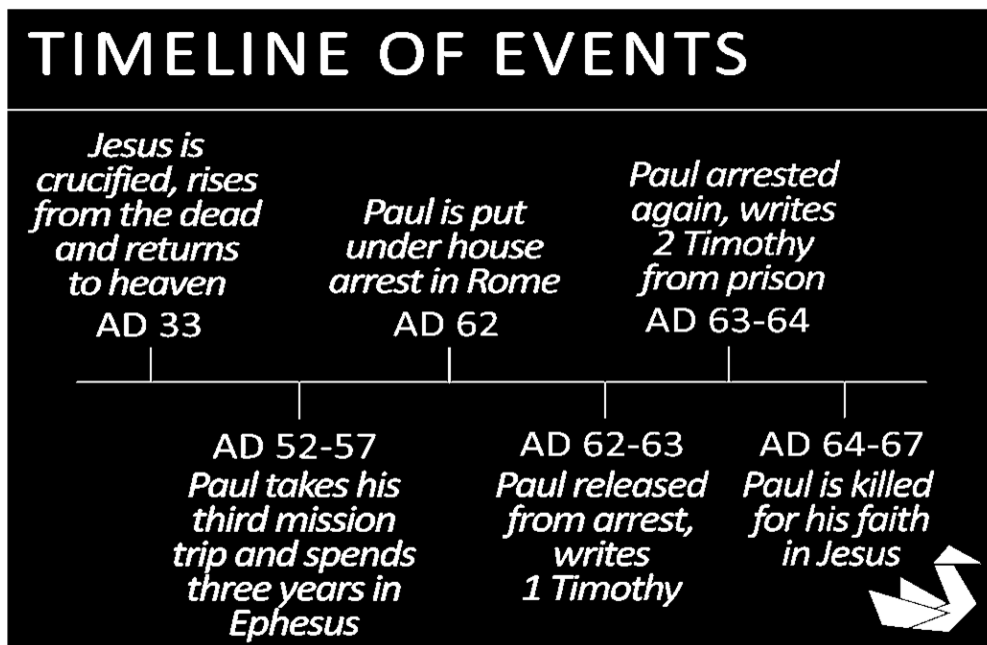 TIMELINE OF EVENTS
Jesus is
crucified, rises
from the dead
and returns
to heaven
AD 33
AD 52-57
Paul takes his
third mission
trip and spends
three years in
Ephesus
Paul is put
under house
arrest in Rome
AD 62
AD 62-63
Paul released
from arrest,
writes
1 Timothy
Paul arrested
again, writes
2 Timothy
from prison
AD 63-64
AD 64-67
Paul is killed
for his faith
in Jesus